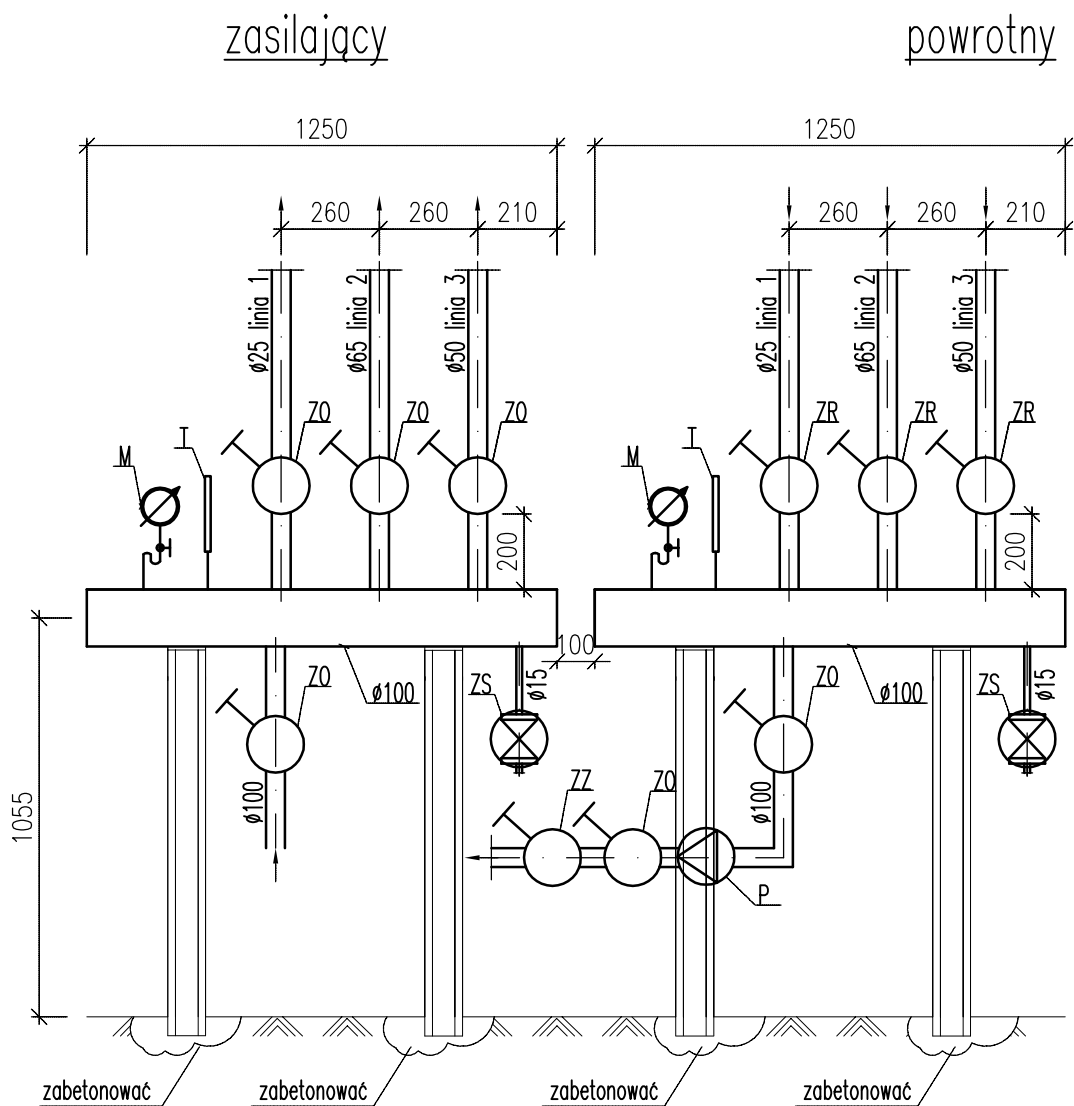 zasilający
powrotny
1250
1250
260
260
210
260
260
210
ø25 linia 1
ø65 linia 2
ø50 linia 3
ø25 linia 1
ø65 linia 2
ø50 linia 3
M
T
ZO
ZO
ZO
M
T
ZR
ZR
ZR
200
200
100
ZO
ø100
ZS
ø15
ZO
ø100
ZS
ø15
ø100
ZZ
ZO
ø100
P
1055
zabetonować
zabetonować
zabetonować
zabetonować